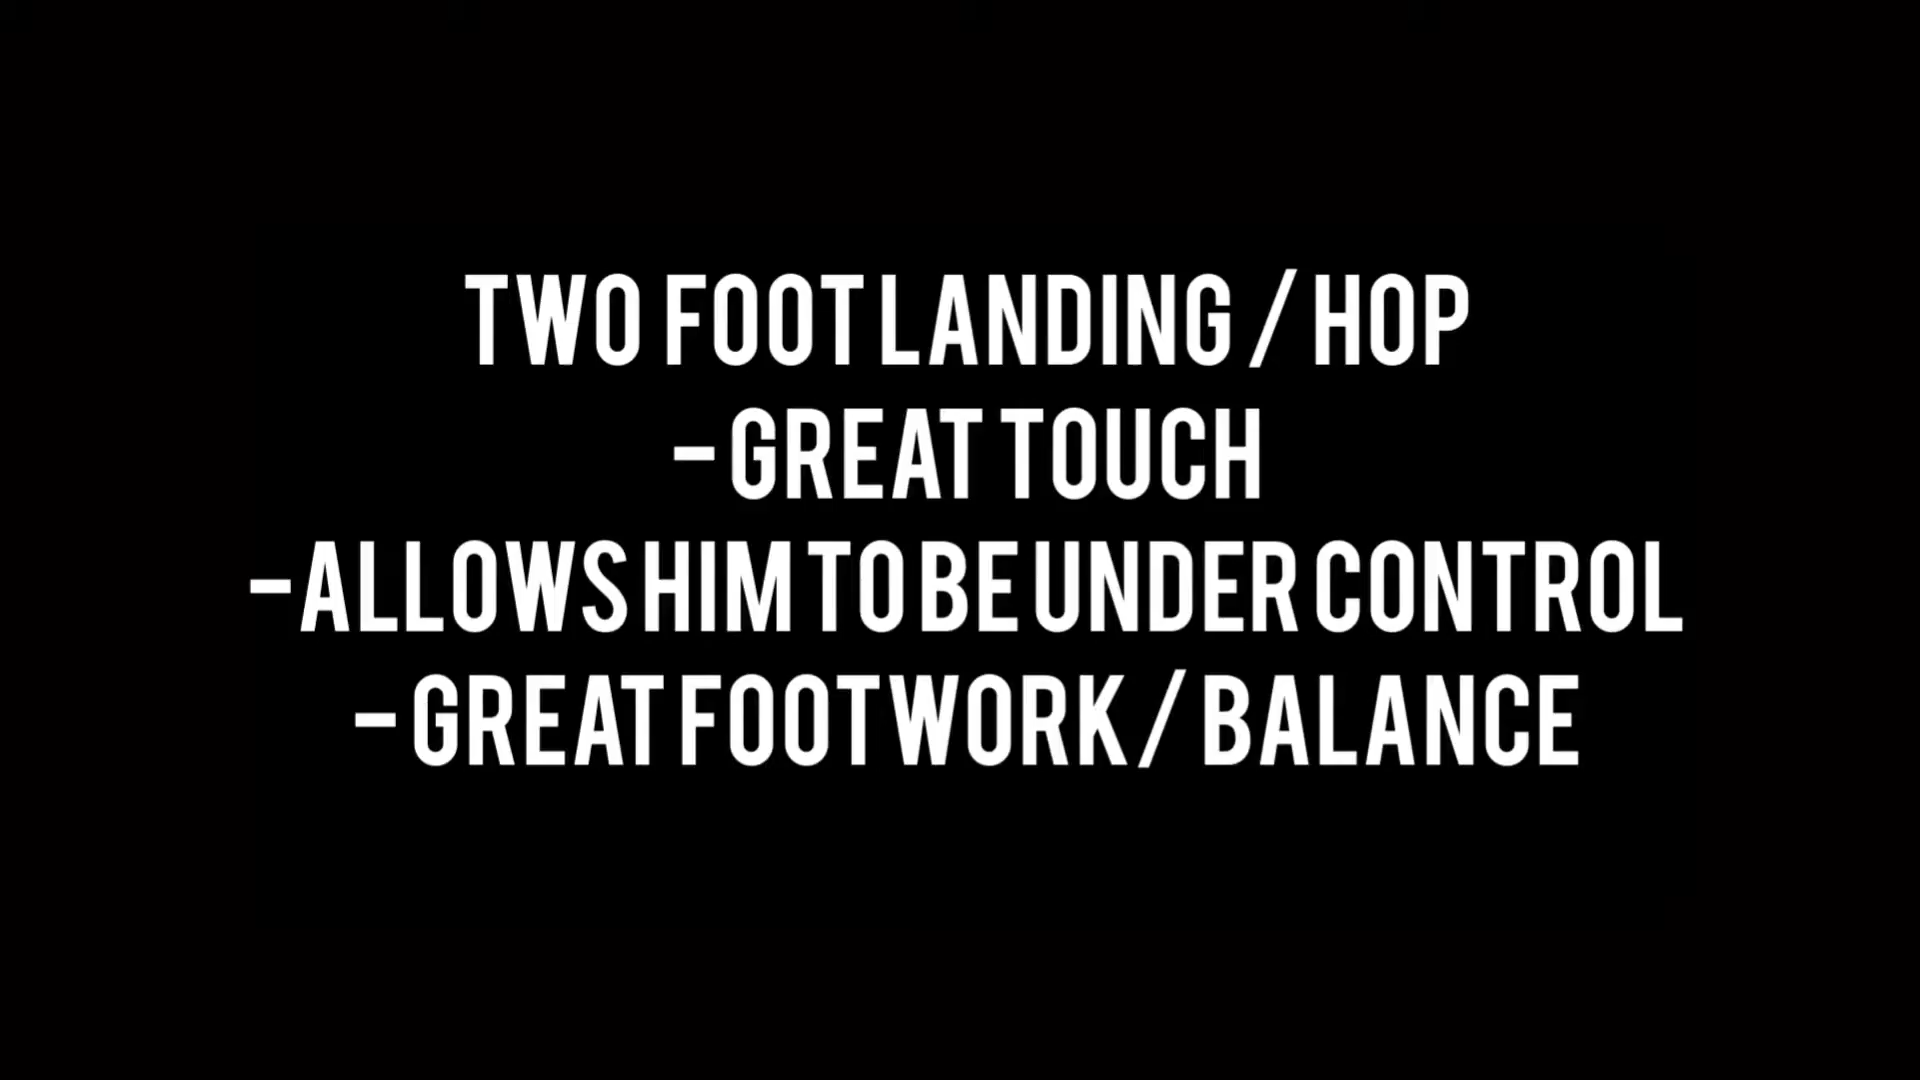 TWO FOOT LANDING / HOP
- GREAT TOUCH
-ALLOWS HIM TO BE UNDER CONTROL
- GREAT FOOTWORK / BALANCE